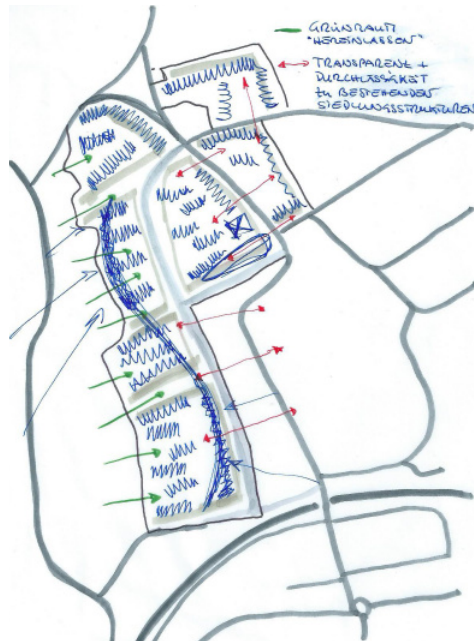 GRÜNRAUM
"HEREINLASSEN"
TRANSPARENZ +
DURCHLÄSSIGKEIT
ZU BESTEHENDEN
SIEDLUNGSSTRUKTUREN